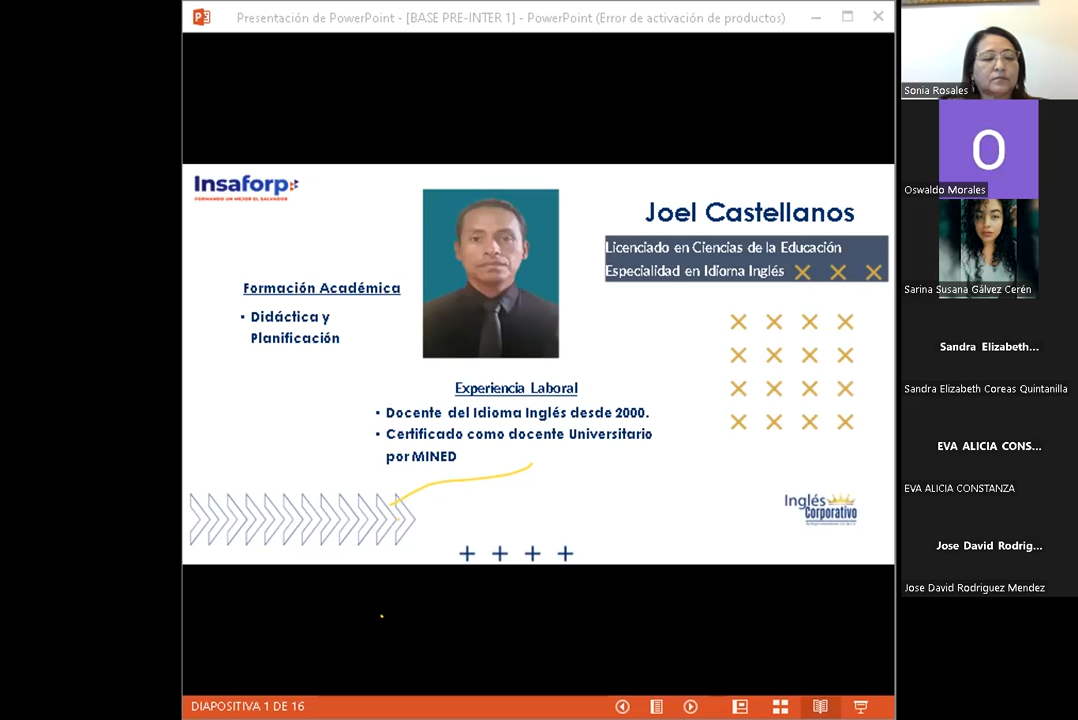 Presentación de PowerPoint - [BASE PRE-INTER 1] - PowerPoint (Error de activación de productos)
Insaforp
FORMANDO UN MEJOR EL SALVADOR
Joel Castellanos
Licenciado en Ciencias de la Educación
Especialidad en Idioma Inglés
Formación Académica
• Didáctica y
Planificación
Experiencia Laboral
• Docente del Idioma Inglés desde 2000.
• Certificado como docente Universitario
por MINED
Inglés
Corporativo
DIAPOSITIVA 1 DE 16
Sonia Rosales
O
Oswaldo Morales
Sarina Susana Gálvez Cerén
Sandra Elizabeth...
Sandra Elizabeth Coreas Quintanilla
EVA ALICIA CONS...
EVA ALICIA CONSTANZA
Jose David Rodrig...
Jose David Rodriguez Mendez